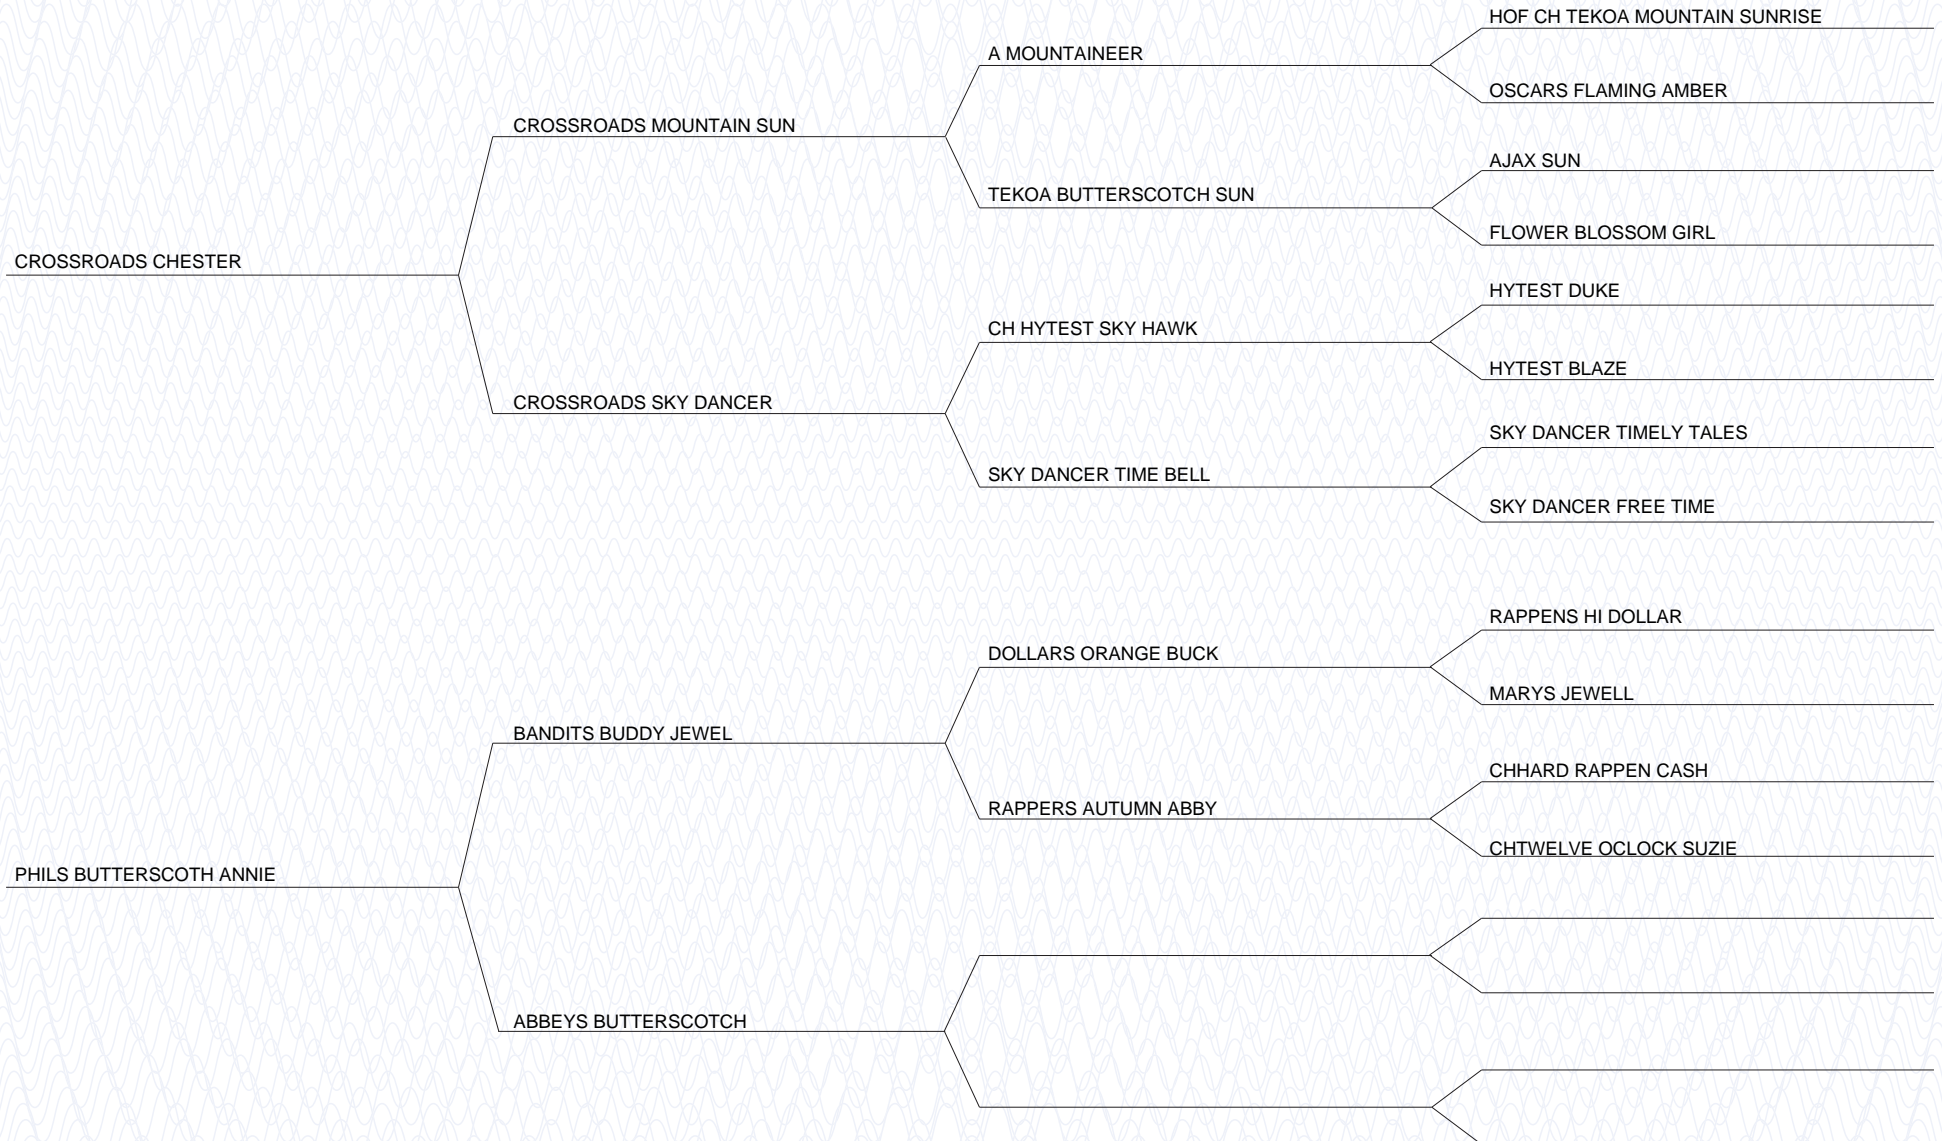 HOF CH TEKOA MOUNTAIN SUNRISE
A MOUNTAINEER
OSCARS FLAMING AMBER
CROSSROADS MOUNTAIN SUN
AJAX SUN
TEKOA BUTTERSCOTCH SUN
FLOWER BLOSSOM GIRL
CROSSROADS CHESTER
HYTEST DUKE
CH HYTEST SKY HAWK
HYTEST BLAZE
CROSSROADS SKY DANCER
SKY DANCER TIMELY TALES
SKY DANCER TIME BELL
SKY DANCER FREE TIME
RAPPENS HI DOLLAR
DOLLARS ORANGE BUCK
MARYS JEWELL
BANDITS BUDDY JEWEL
CHHARD RAPPEN CASH
RAPPERS AUTUMN ABBY
CHTWELVE OCLOCK SUZIE
PHILS BUTTERSCOTH ANNIE
ABBEYS BUTTERSCOTCH